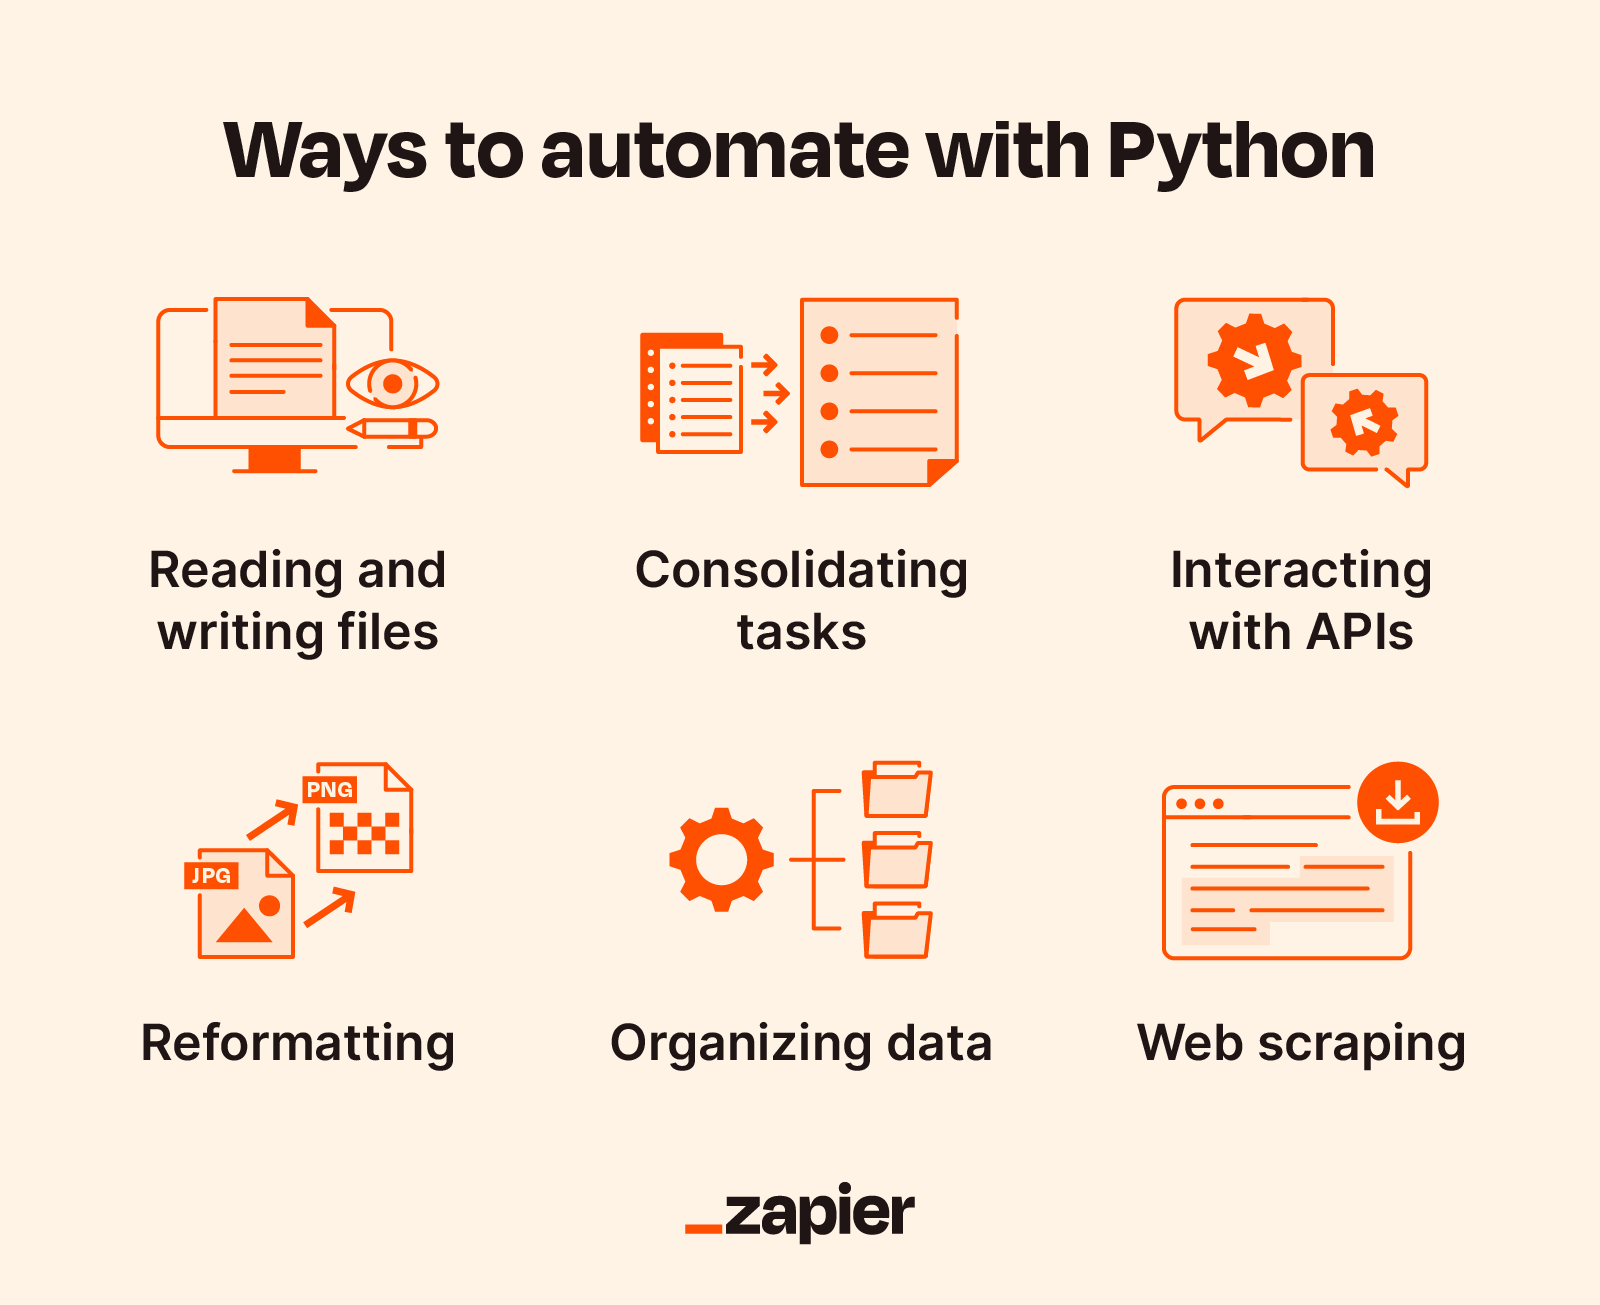 Ways to automate with Python
Reading and
writing files
Consolidating
tasks
Interacting
with APIs
PNG
JPG
Reformatting
Organizing data
Web scraping
zapier